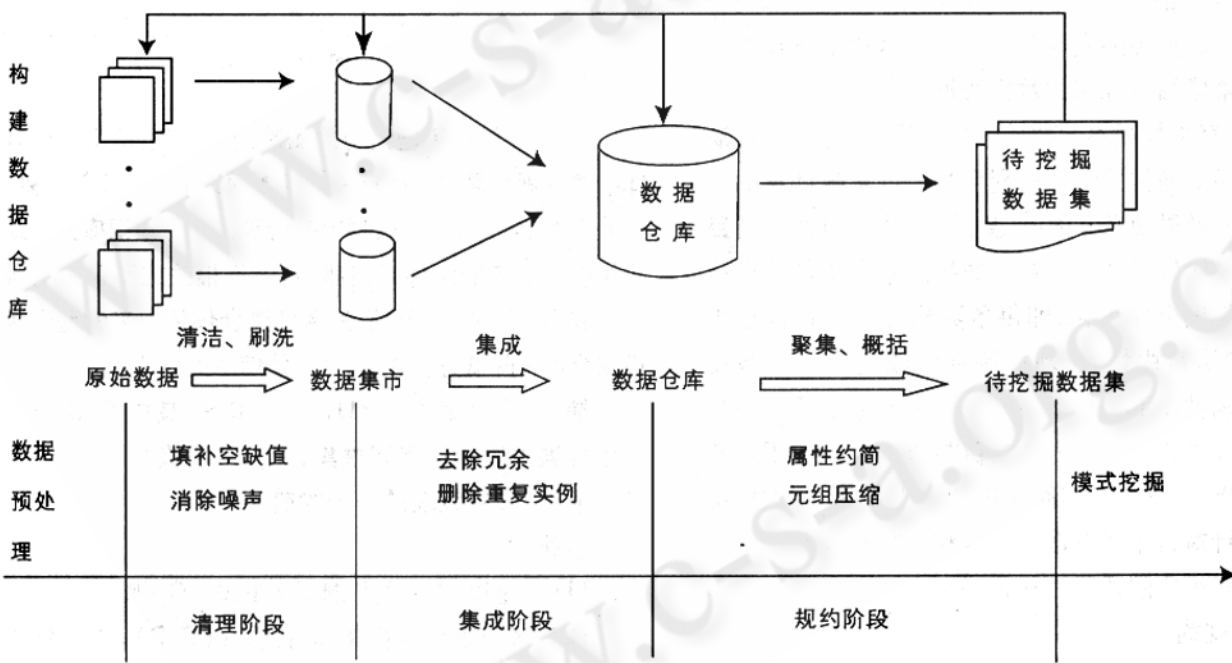 构建数据仓库
数据
仓库
待挖掘
数据集
清洁、刷洗
集成
聚集、概括
原始数据
数据集市
数据仓库
待挖掘数据集
数据
预处
理
填补空缺值
消除噪声
去除冗余
删除重复实例
属性约简
元组压缩
模式挖掘
清理阶段
集成阶段
规约阶段
www.c-s-a.org.cn